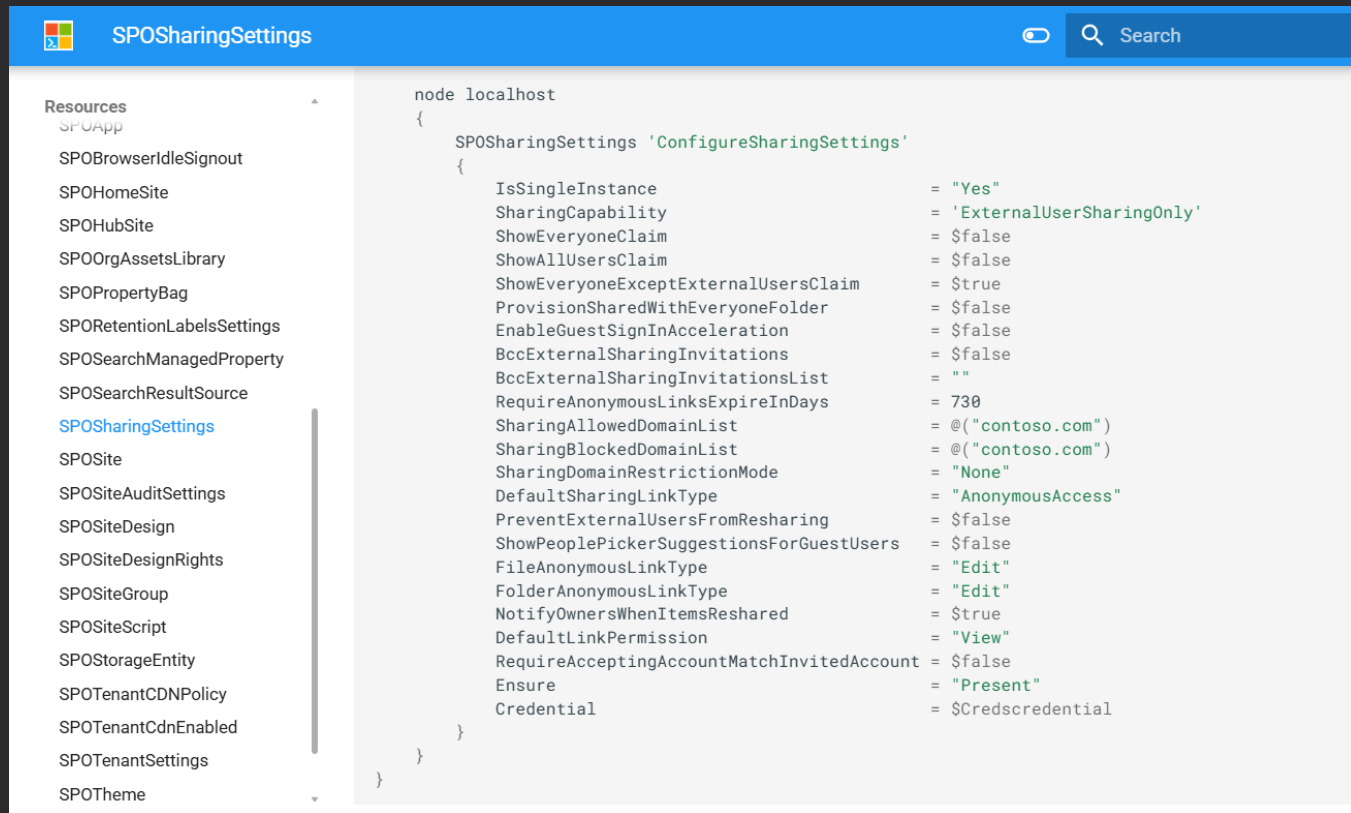 SPOSharingSettings
Search
Resources
SPOApp
SPOBrowserIdleSignout
SPOHomeSite
SPOHubSite
SPOOrgAssetsLibrary
SPOPropertyBag
SPORetentionLabelsSettings
SPOSearchManagedProperty
SPOSearchResultSource
SPOSharingSettings
SPOSite
SPOSiteAuditSettings
SPOSiteDesign
SPOSiteDesignRights
SPOSiteGroup
SPOSiteScript
SPOStorageEntity
SPOTenantCDNPolicy
SPOTenantCdnEnabled
SPOTenantSettings
SPOTheme
node localhost
{
SPOSharingSettings 'ConfigureSharingSettings'
{
IsSingleInstance = "Yes"
SharingCapability = 'ExternalUserSharingOnly'
ShowEveryoneClaim = $false
ShowAllUsersClaim = $false
ShowEveryoneExceptExternalUsersClaim = $true
ProvisionSharedWithEveryoneFolder = $false
EnableGuestSignInAcceleration = $false
BccExternalSharingInvitations = $false
BccExternalSharingInvitationsList = ""
RequireAnonymousLinksExpireInDays = 730
SharingAllowedDomainList = @("contoso.com")
SharingBlockedDomainList = @("contoso.com")
SharingDomainRestrictionMode = "None"
DefaultSharingLinkType = "AnonymousAccess"
PreventExternalUsersFromResharing = $false
ShowPeoplePickerSuggestionsForGuestUsers = $false
FileAnonymousLinkType = "Edit"
FolderAnonymousLinkType = "Edit"
NotifyOwnersWhenItemsReshared = $true
DefaultLinkPermission = "View"
RequireAcceptingAccountMatchInvitedAccount = $false
Ensure = "Present"
Credential = $Credscredential
}
}
}